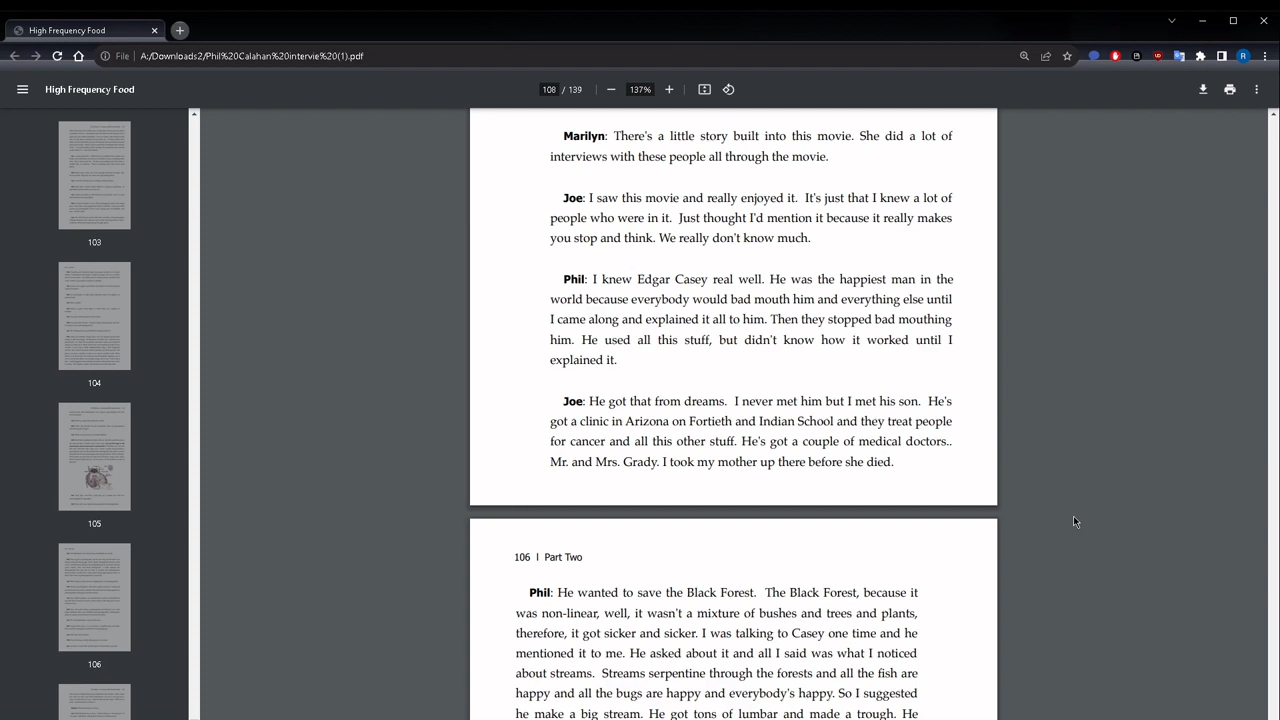 High Frequency Food
File
A:/Downloads2/Phil%20Calahan%20intervie%20(1).pdf
R
High Frequency Food
108 / 139
137%
Marilyn: There's a little story built into this movie. She did a lot of
interviews with these people all through the movie.
Joe: I saw this movie and really enjoyed it. It's just that I knew a lot of
people who were in it. Just thought I'd mention it because it really makes
you stop and think. We really don't know much.
Phil: I knew Edgar Casey real well. He was the happiest man in the
world because everybody would bad mouth him and everything else until
I came along and explained it all to him. Then they stopped bad mouthing
him. He used all this stuff, but didn't know how it worked until I
explained it.
Joe: He got that from dreams. I never met him but I met his son. He's
got a clinic in Arizona on Fortieth and Indian School and they treat people
or cancer and all this other stuff. He's got a couple of medical doctors..
Mr. and Mrs. Grady. I took my mother up there before she died.
106 | Part Two
Phil: He wanted to save the Black Forest. The Black Forest, because it
is non-linear, well, it wasn't a mixture of bushes and trees and plants,
therefore, it got sicker and sicker. I was talking to Casey one time and he
mentioned it to me. He asked about it and all I said was what I noticed
about streams. Streams serpentine through the forests and all the fish are
and all the bugs are happy and everybody's happy. So I suggested
he make a big stream. He got tons of lumbar and made a trough. He
103
104
105
106